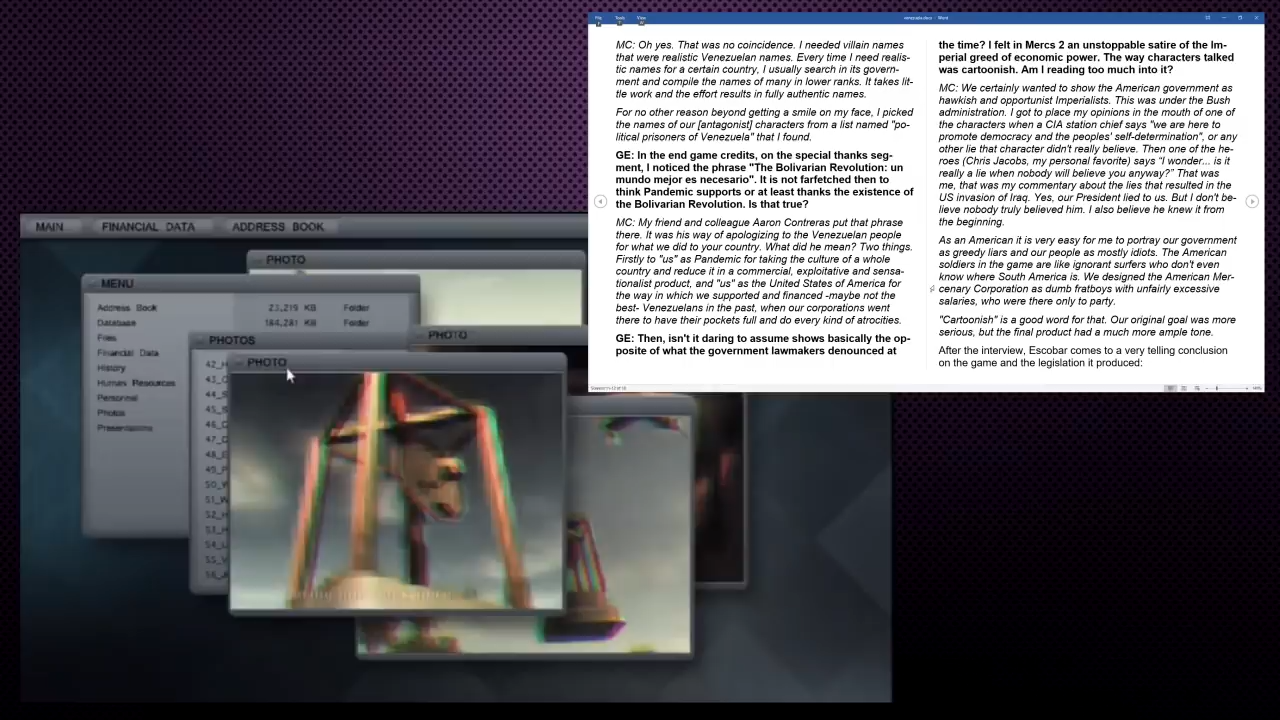 File Tools View
venezuela.docx - Word
MC: Oh yes. That was no coincidence. I needed villain names
that were realistic Venezuelan names. Every time I need realis-
tic names for a certain country, I usually search in its govern-
ment and compile the names of many in lower ranks. It takes lit-
tle work and the effort results in fully authentic names.
For no other reason beyond getting a smile on my face, I picked
the names of our [antagonist] characters from a list named "po-
litical prisoners of Venezuela" that I found.
GE: In the end game credits, on the special thanks seg-
ment, I noticed the phrase "The Bolivarian Revolution: un
mundo mejor es necesario". It is not farfetched then to
think Pandemic supports or at least thanks the existence of
the Bolivarian Revolution. Is that true?
MC: My friend and colleague Aaron Contreras put that phrase
there. It was his way of apologizing to the Venezuelan people
for what we did to your country. What did he mean? Two things.
Firstly to "us" as Pandemic for taking the culture of a whole
country and reduce it in a commercial, exploitative and sensa-
tionalist product, and "us" as the United States of America for
the way in which we supported and financed -maybe not the
best- Venezuelans in the past, when our corporations went
there to have their pockets full and do every kind of atrocities.
GE: Then, isn't it daring to assume shows basically the op-
posite of what the government lawmakers denounced at
the time? I felt in Mercs 2 an unstoppable satire of the Im-
perial greed of economic power. The way characters talked
was cartoonish. Am I reading too much into it?
MC: We certainly wanted to show the American government as
hawkish and opportunist Imperialists. This was under the Bush
administration. I got to place my opinions in the mouth of one of
the characters when a CIA station chief says "we are here to
promote democracy and the peoples' self-determination", or any
other lie that character didn't really believe. Then one of the he-
roes (Chris Jacobs, my personal favorite) says "I wonder... is it
really a lie when nobody will believe you anyway?" That was
me, that was my commentary about the lies that resulted in the
US invasion of Iraq. Yes, our President lied to us. But I don't be-
lieve nobody truly believed him. I also believe he knew it from
the beginning.
As an American it is very easy for me to portray our government
as greedy liars and our people as mostly idiots. The American
soldiers in the game are like ignorant surfers who don't even
know where South America is. We designed the American Mer-
cenary Corporation as dumb fratboys with unfairly excessive
salaries, who were there only to party.
"Cartoonish" is a good word for that. Our original goal was more
serious, but the final product had a much more ample tone.
After the interview, Escobar comes to a very telling conclusion
on the game and the legislation it produced:
MAIN FINANCIAL DATA ADDRESS BOOK
PHOTO
MENU
Address Book 23,219 KB Folder
Database 184,281 KB Folder
Files
Financial Data
History
Human Resources
Personnel
Photos
Presentations
PHOTO
PHOTOS
PHOTO